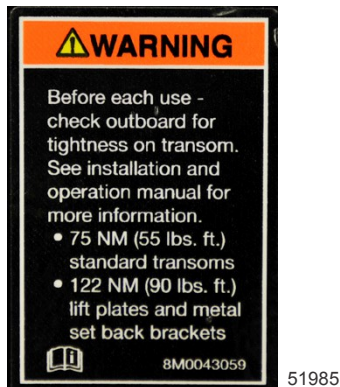 WARNING
Before each use -
check outboard for
tightness on transom.
See installation and
operation manual for
more information.
• 75 NM (55 lbs. ft.)
standard transoms
• 122 NM (90 lbs. ft.)
lift plates and metal
set back brackets
8M0043059
51985